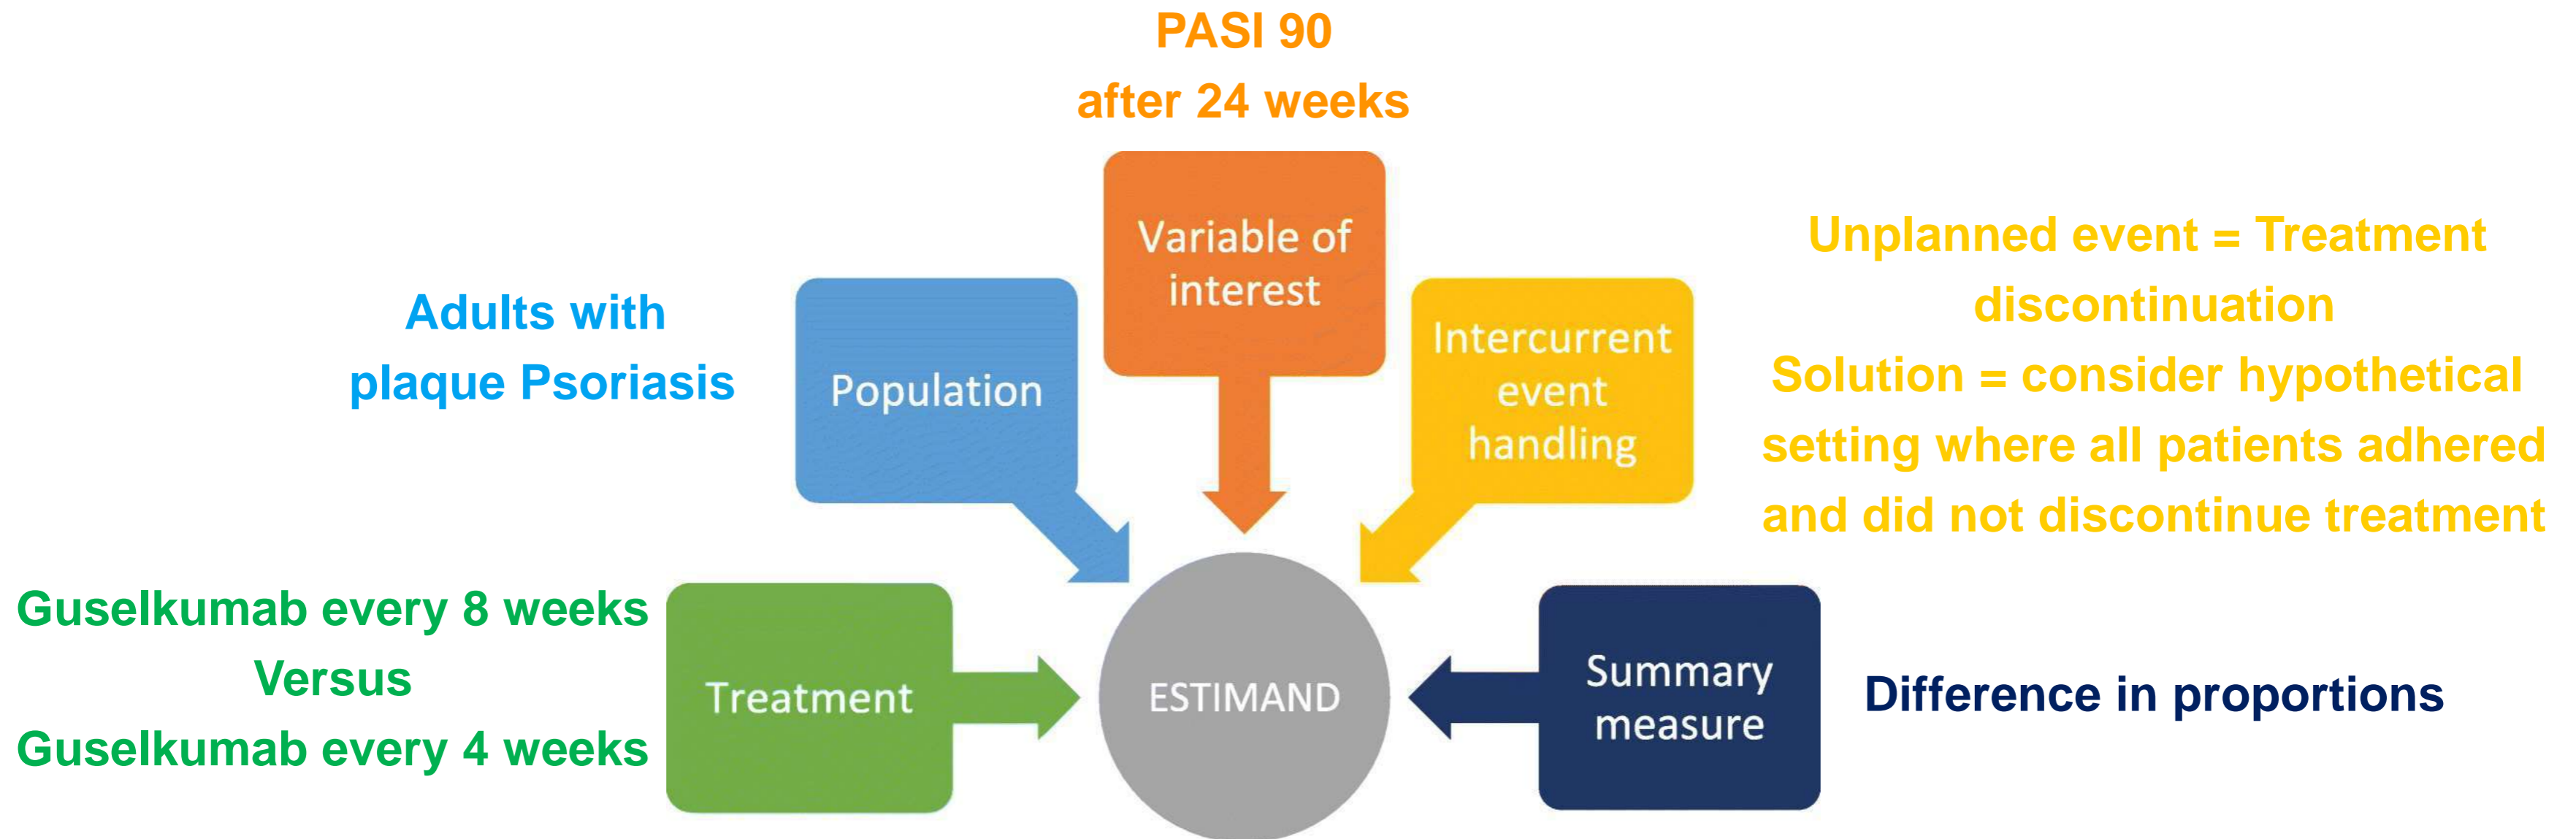 PASI 90
after 24 weeks
Variable of
interest
Adults with
plaque Psoriasis
Population
Intercurrent
event
handling
Unplanned event = Treatment
discontinuation
Solution = consider hypothetical
setting where all patients adhered
and did not discontinue treatment
Guselkumab every 8 weeks
Versus
Guselkumab every 4 weeks
Treatment
ESTIMAND
Summary
measure
Difference in proportions